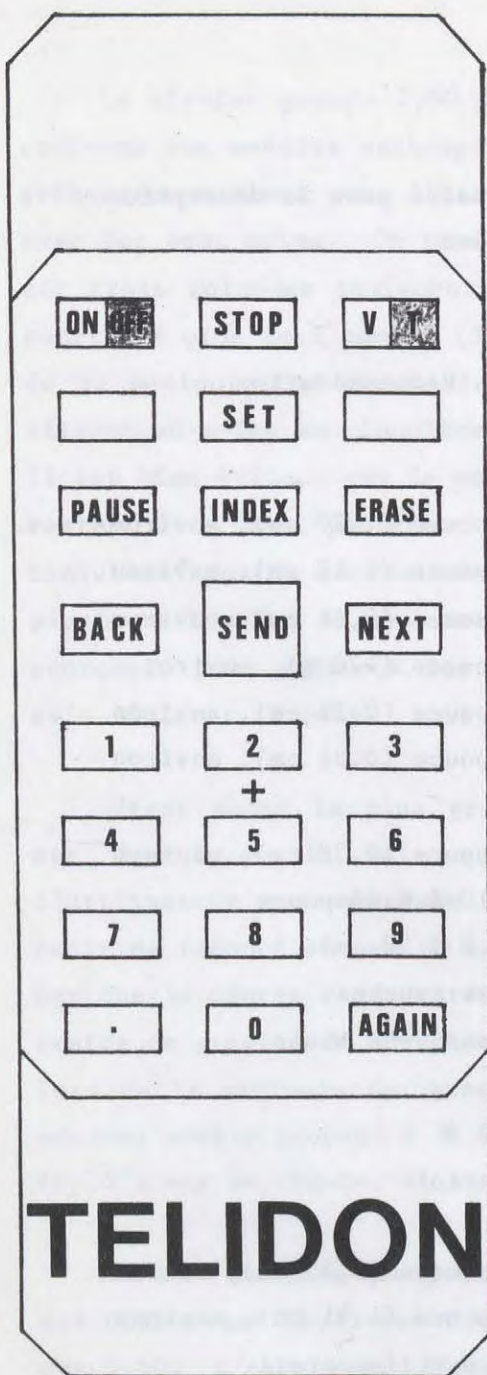 ON OFF STOP V T
SET
PAUSE INDEX ERASE
BACK SEND NEXT
1 2 3
+
4 5 6
7 8 9
. 0 AGAIN
TELIDON